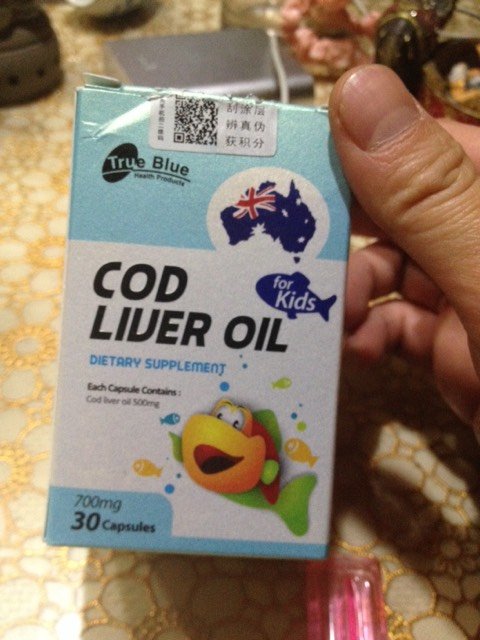 刮涂层
辨真伪
获积分
True Blue
Health Products
for
Kids
COD
LIVER OIL
DIETARY SUPPLEMENT
Each Capsule Contains :
Cod liver oil 500mg
700mg
30 Capsules